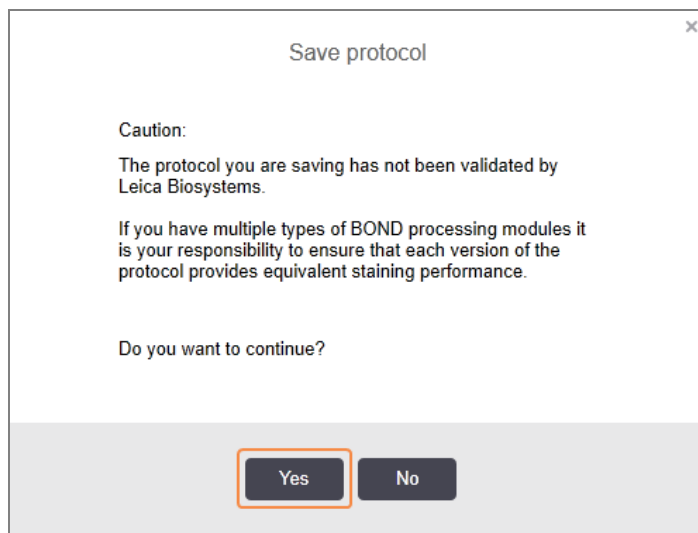 Save protocol
Caution:
The protocol you are saving has not been validated by
Leica Biosystems.
If you have multiple types of BOND processing modules it
is your responsibility to ensure that each version of the
protocol provides equivalent staining performance.
Do you want to continue?
Yes No